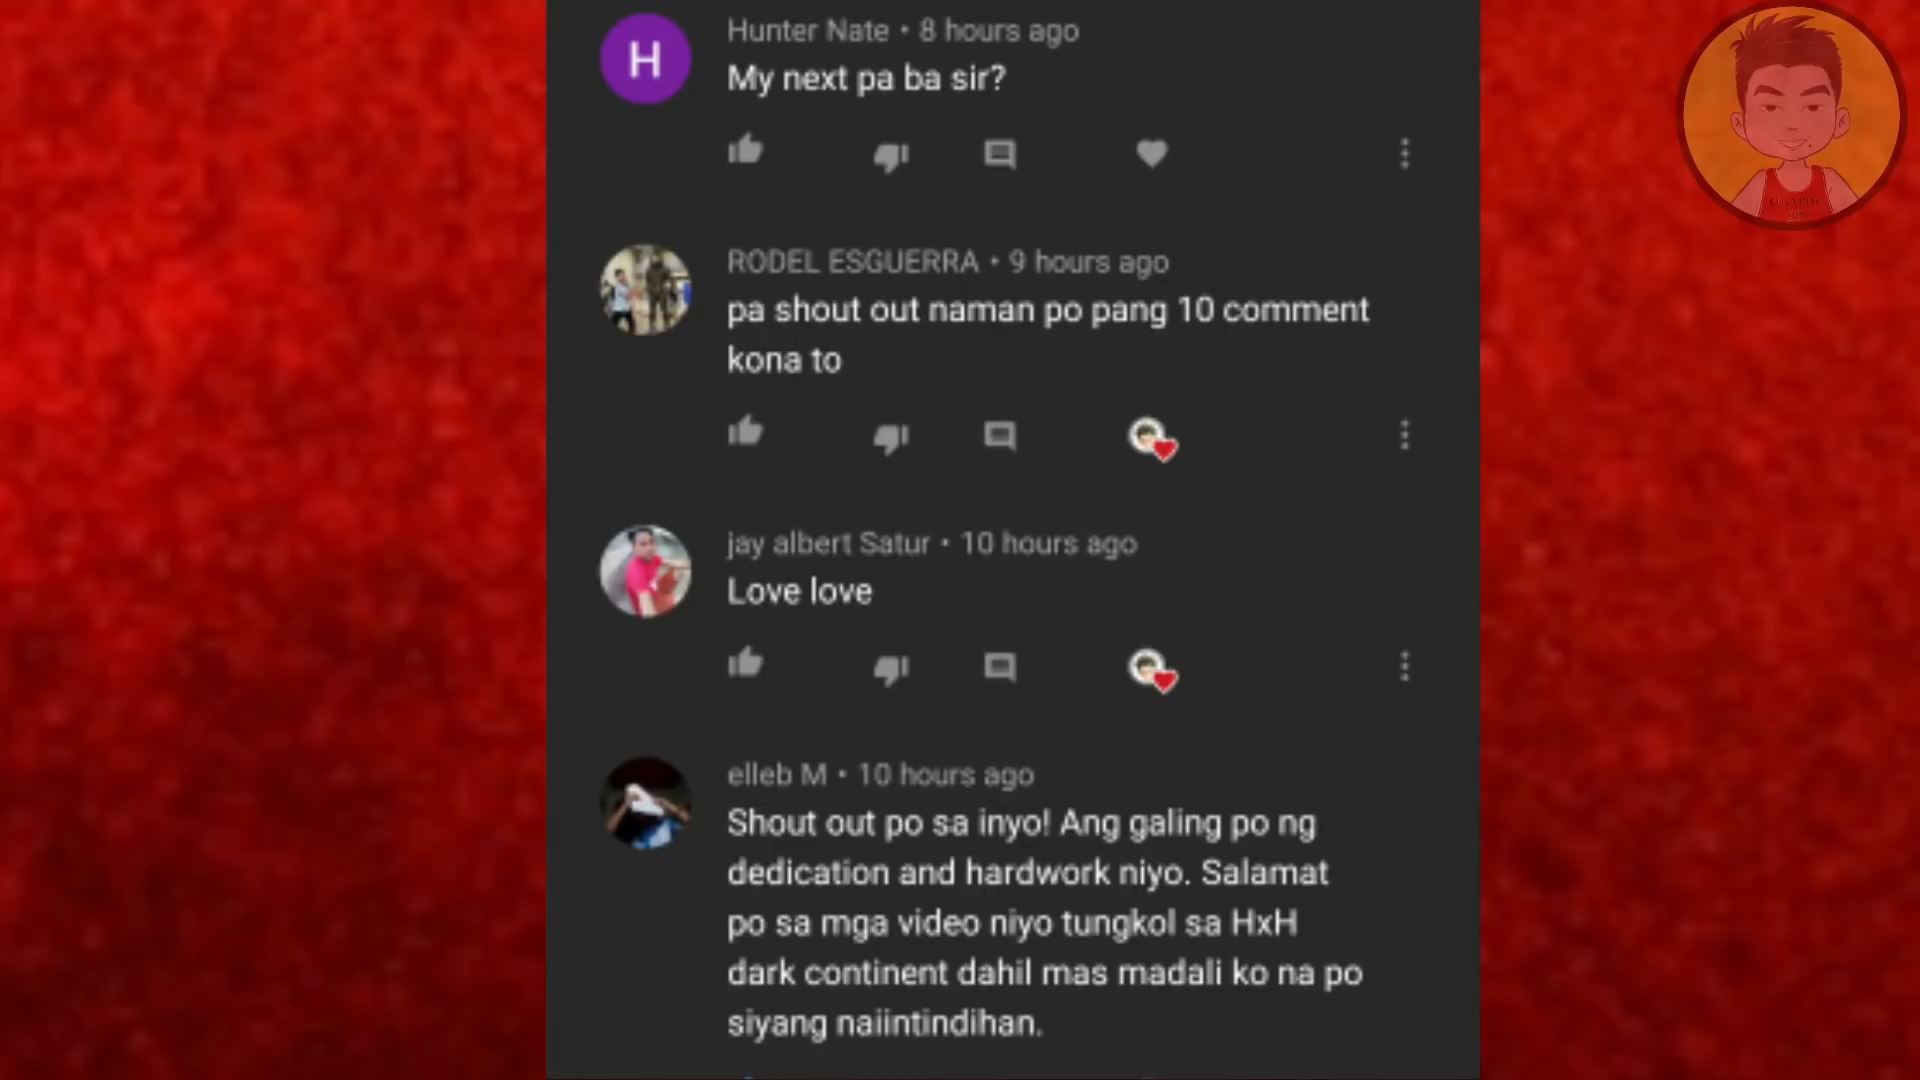 H
Hunter Nate • 8 hours ago
My next pa ba sir?
RODEL ESGUERRA • 9 hours ago
pa shout out naman po pang 10 comment
kona to
jay albert Satur • 10 hours ago
Love love
elleb M • 10 hours ago
Shout out po sa inyo! Ang galing po ng
dedication and hardwork niyo. Salamat
po sa mga video niyo tungkol sa HxH
dark continent dahil mas madali ko na po
siyang naiintindihan.